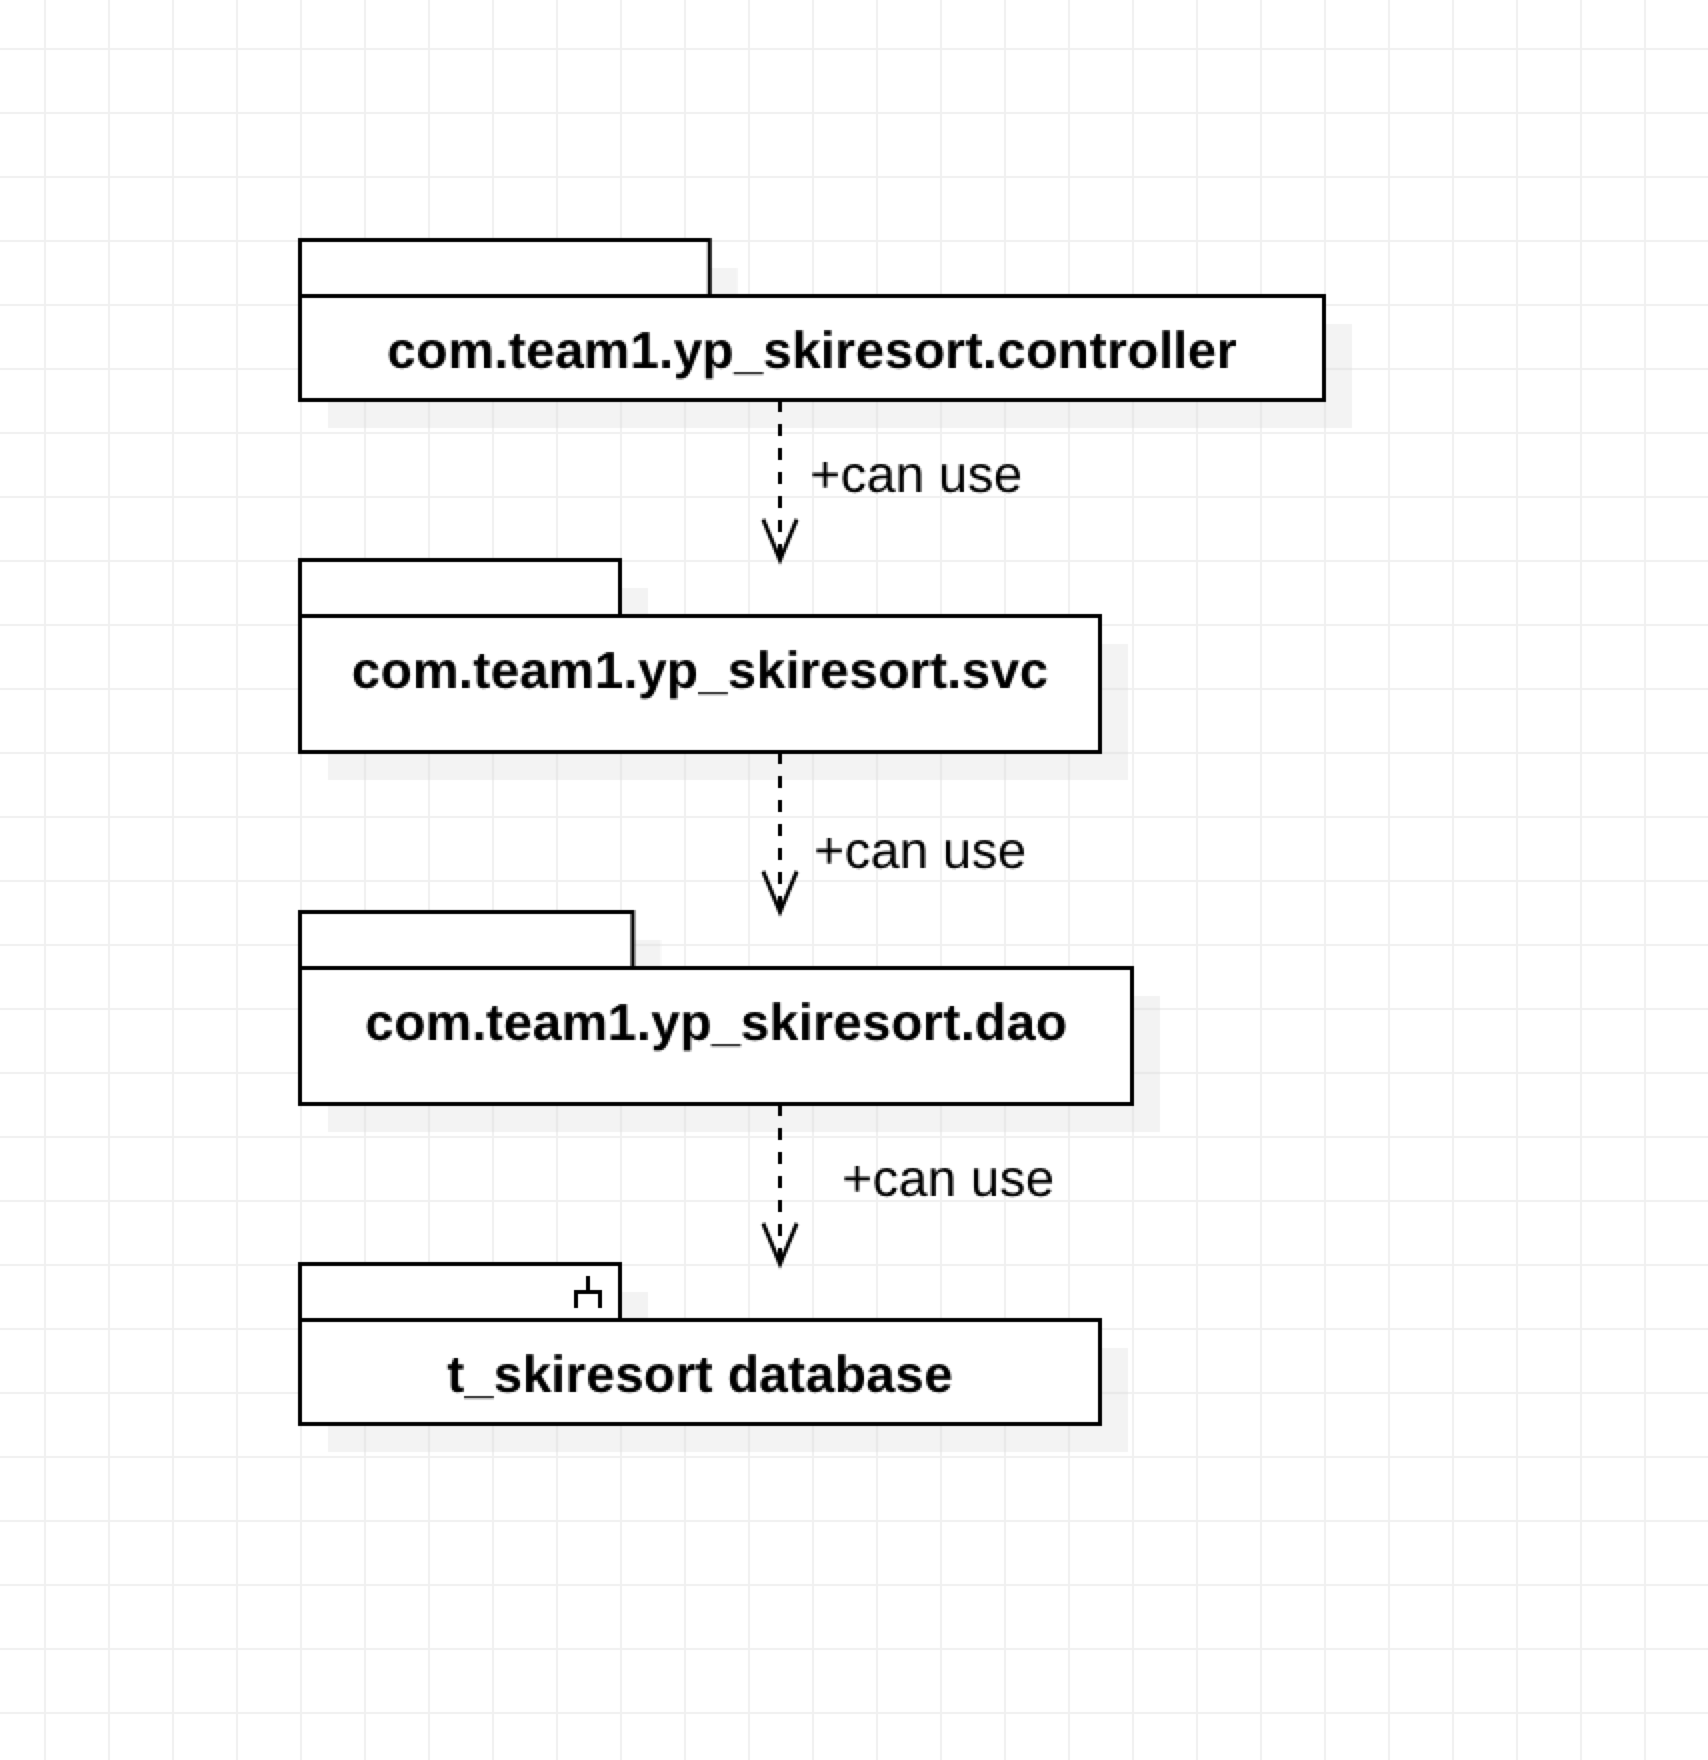 com.team1.yp_skiresort.controller
+can use
com.team1.yp_skiresort.svc
+can use
com.team1.yp_skiresort.dao
+can use
t_skiresort database